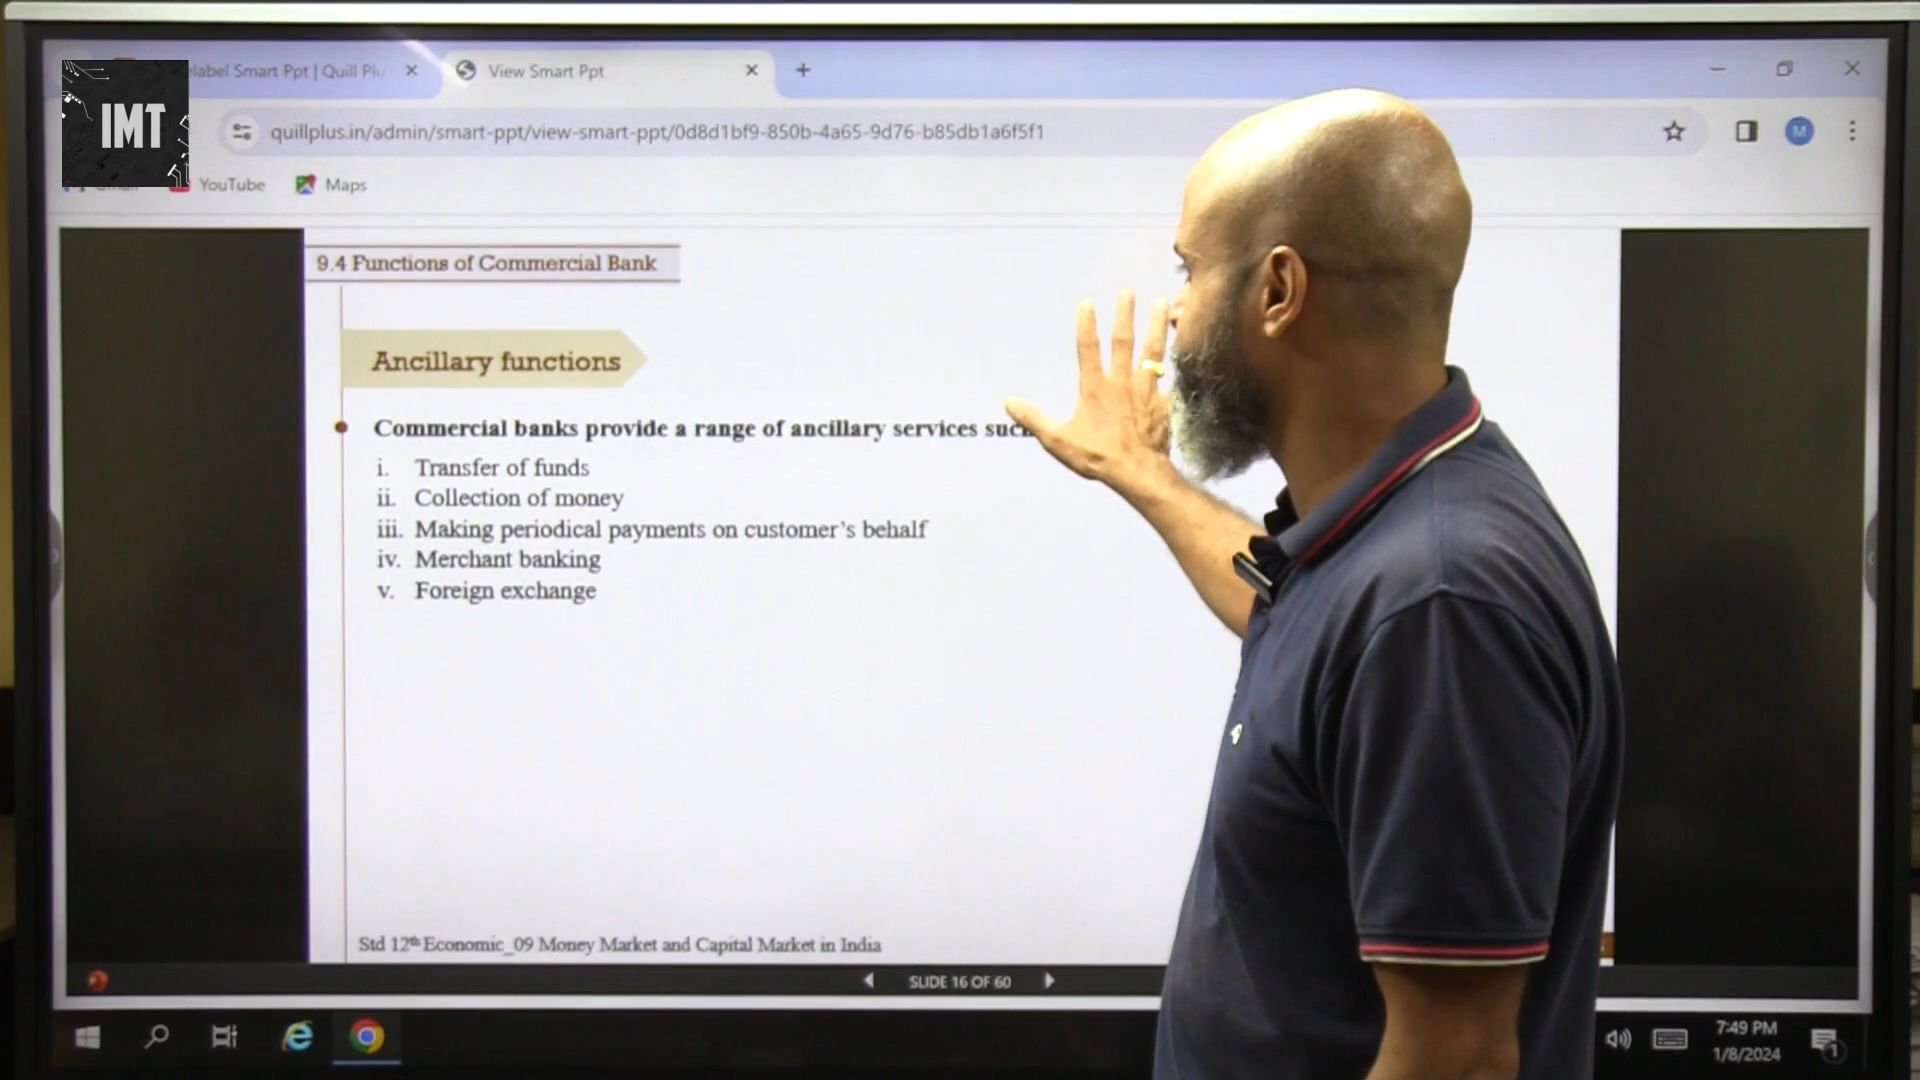 label Smart Ppt | Quill Plu
View Smart Ppt
IMT
quillplus.in/admin/smart-ppt/view-smart-ppt/0d8d1bf9-850b-4a65-9d76-b85db1a6f5f1
M
YouTube
Maps
9.4 Functions of Commercial Bank
Ancillary functions
Commercial banks provide a range of ancillary services such
i. Transfer of funds
ii. Collection of money
iii. Making periodical payments on customer's behalf
iv. Merchant banking
v. Foreign exchange
Std 12th Economic_09 Money Market and Capital Market in India
SLIDE 16 OF 60
7:49 PM
1/8/2024
1